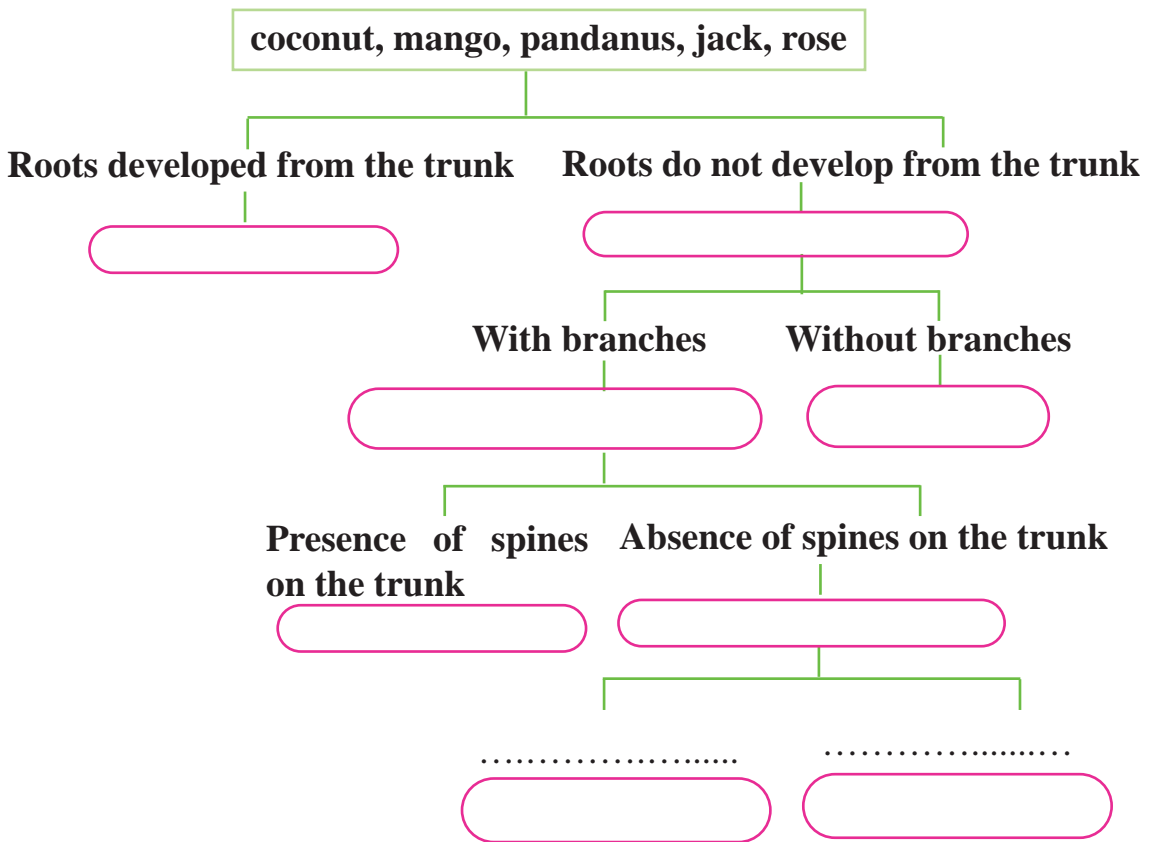 coconut, mango, pandanus, jack, rose
Roots developed from the trunk
Roots do not develop from the trunk
With branches
Without branches
Presence of spines
on the trunk
Absence of spines on the trunk
………………......
………….......…